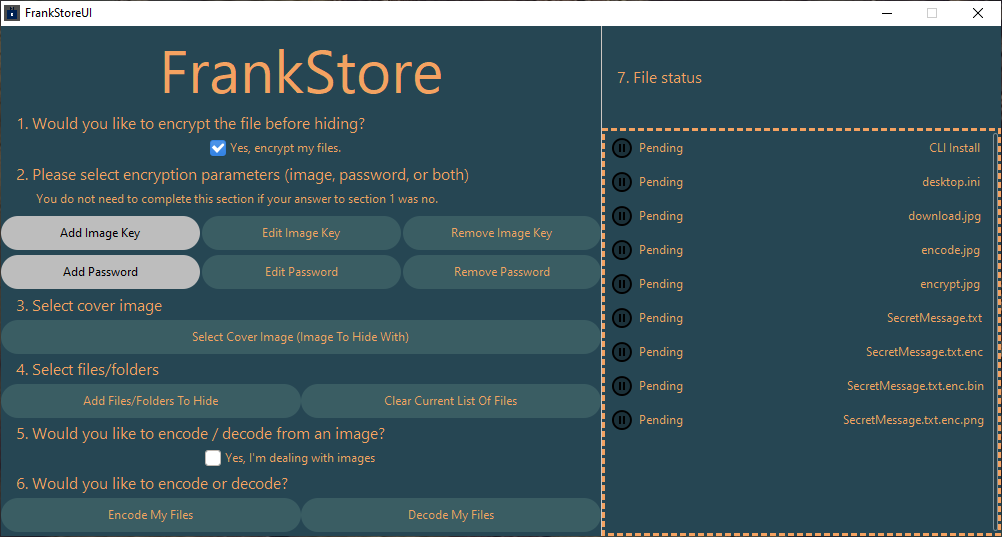 FrankStoreUI
FrankStore
1. Would you like to encrypt the file before hiding?
Yes, encrypt my files.
2. Please select encryption parameters (image, password, or both)
You do not need to complete this section if your answer to section 1 was no.
Add Image Key
Edit Image Key
Remove Image Key
Add Password
Edit Password
Remove Password
3. Select cover image
Select Cover Image (Image To Hide With)
4. Select files/folders
Add Files/Folders To Hide
Clear Current List Of Files
5. Would you like to encode / decode from an image?
Yes, I'm dealing with images
6. Would you like to encode or decode?
Encode My Files
Decode My Files
7. File status
Pending CLI Install
Pending desktop.ini
Pending download.jpg
Pending encode.jpg
Pending encrypt.jpg
Pending SecretMessage.txt
Pending SecretMessage.txt.enc
Pending SecretMessage.txt.enc.bin
Pending SecretMessage.txt.enc.png